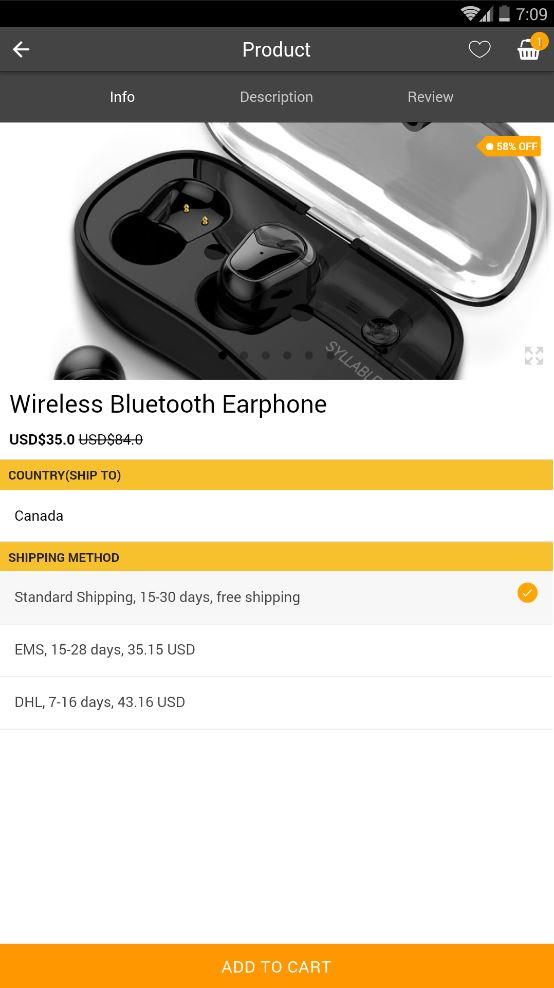 7:09
Product
1
Info Description Review
58% OFF
SYLLABLE
Wireless Bluetooth Earphone
USD$35.0 USD$84.0
COUNTRY(SHIP TO)
Canada
SHIPPING METHOD
Standard Shipping, 15-30 days, free shipping
EMS, 15-28 days, 35.15 USD
DHL, 7-16 days, 43.16 USD
ADD TO CART